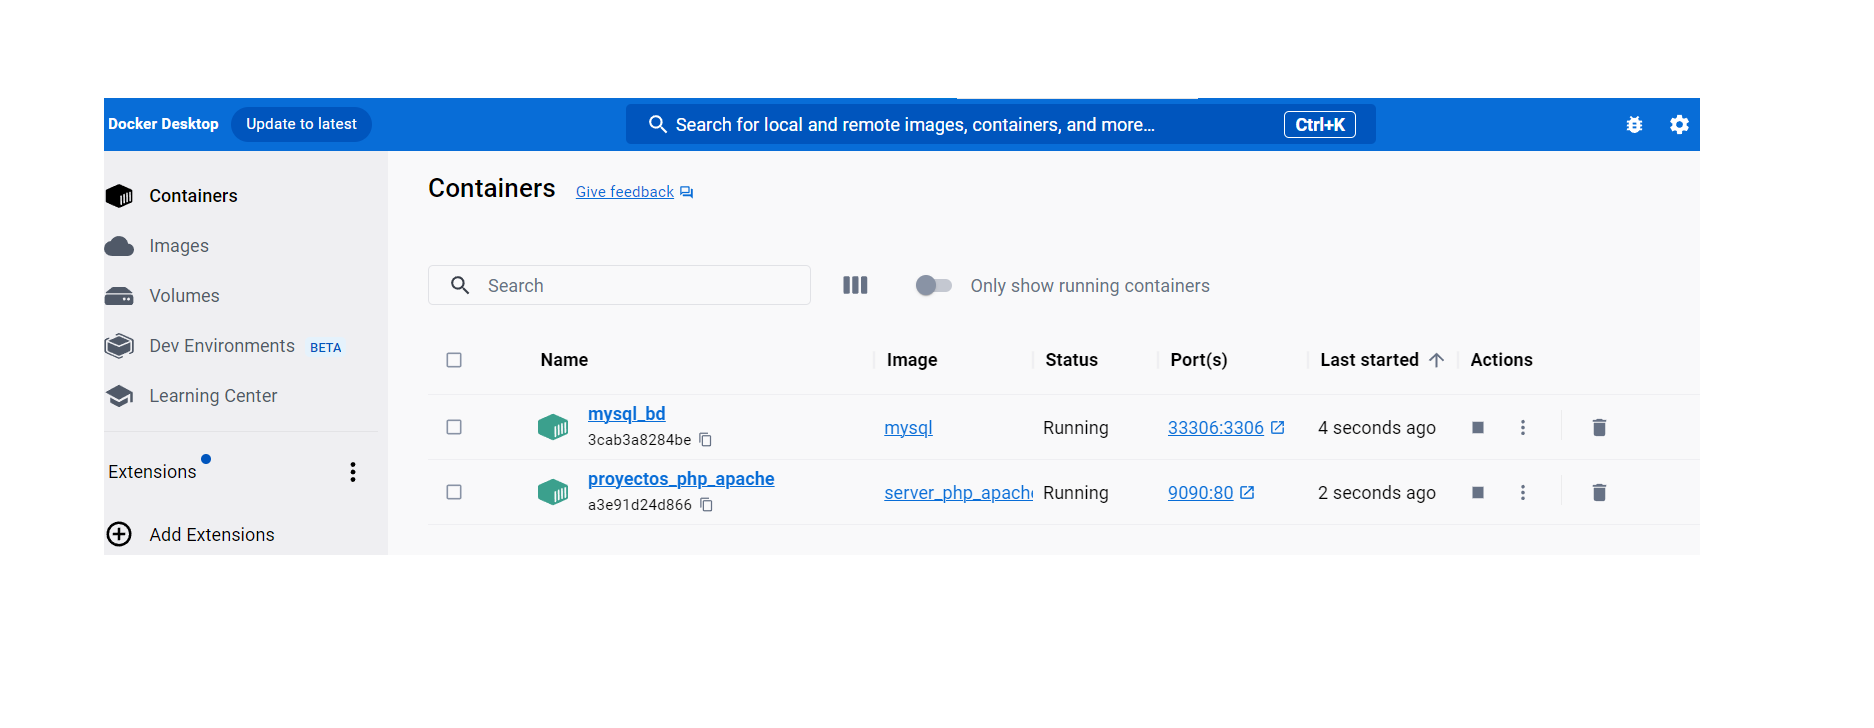 Docker Desktop Update to latest Search for local and remote images, containers, and more... Ctrl+K
Containers
Images
Volumes
Dev Environments BETA
Learning Center
Extensions
Add Extensions
Containers Give feedback
Search Only show running containers
Name Image Status Port(s) Last started Actions
mysql_bd
3cab3a8284be
mysql Running 33306:3306 4 seconds ago
proyectos_php_apache
a3e91d24d866
server_php_apach Running 9090:80 2 seconds ago